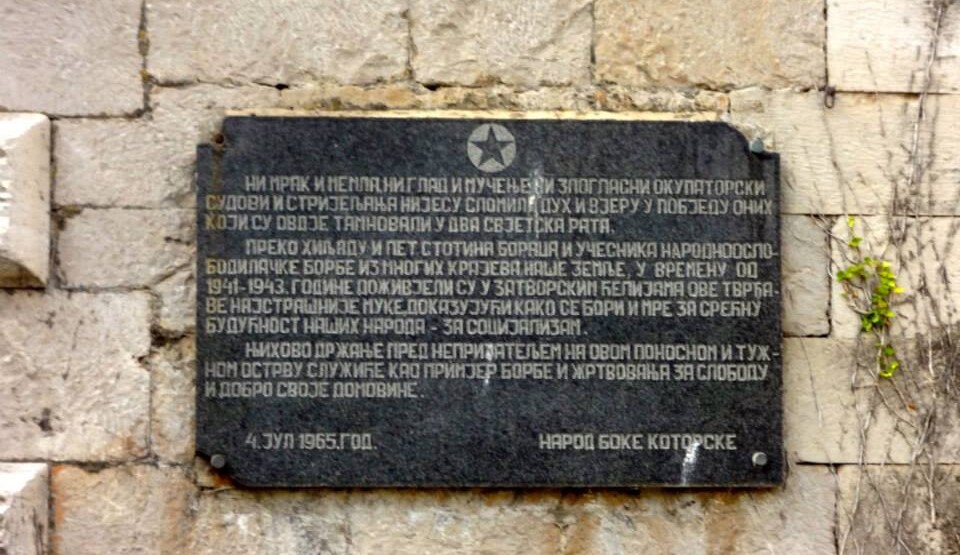 НИ МРАК И МЕМЛА, НИ ГЛАД И МУЧЕЊЕ НИ ЗЛОГЛАСНИ ОКУПАТОРСКИ
СУДОВИ И СТРИЈЕЉАЊА НИЈЕСУ СЛОМИЛИ ДУХ И ВЈЕРУ У ПОБЈЕДУ ОНИХ
КОЈИ СУ ОВДЈЕ ТАМНОВАЛИ У ДВА СВЈЕТСКА РАТА.
ПРЕКО ХИЉАДУ И ПЕТ СТОТИНА БОРАЦА И УЧЕСНИКА НАРОДНООСЛО-
БОДИЛАЧКЕ БОРБЕ ИЗ МНОГИХ КРАЈЕВА НАШЕ ЗЕМЉЕ, У ВРЕМЕНУ ОД
1941-1943. ГОДИНЕ ДОЖИВЈЕЛИ СУ У ЗАТВОРСКИМ ЋЕЛИЈАМА ОВЕ ТВРЂА-
ВЕ НАЈСТРАШНИЈЕ МУКЕ, ДОКАЗУЈУЋИ КАКО СЕ БОРИ И МРЕ ЗА СРЕЋНУ
БУДУЋНОСТ НАШИХ НАРОДА - ЗА СОЦИЈАЛИЗАМ.
ЊИХОВО ДРЖАЊЕ ПРЕД НЕПРИЈАТЕЉЕМ НА ОВОМ ПОНОСНОМ И ТУЖ-
НОМ ОСТРВУ СЛУЖИЋЕ КАО ПРИМЈЕР БОРБЕ И ЖРТВОВАЊА ЗА СЛОБОДУ
И ДОБРО СВОЈЕ ДОМОВИНЕ.
4. ЈУЛ 1965. ГОД.
НАРОД БОКЕ КОТОРСКЕ